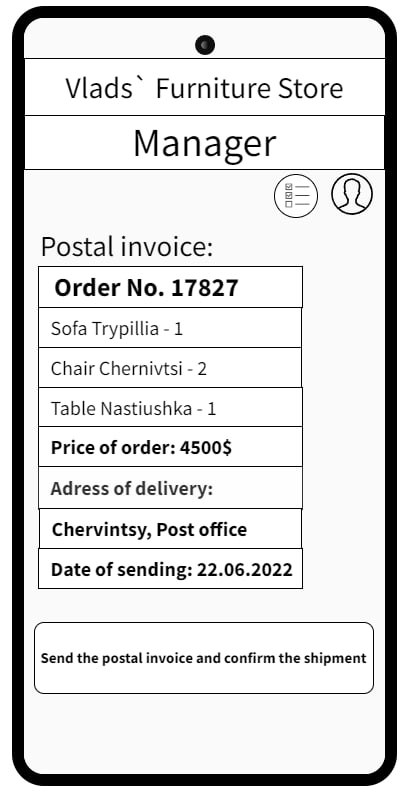 Vlads` Furniture Store
Manager
Postal invoice:
Order No. 17827
Sofa Trypillia - 1
Chair Chernivtsi - 2
Table Nastiushka - 1
Price of order: 4500$
Adress of delivery:
Chervintsy, Post office
Date of sending: 22.06.2022
Send the postal invoice and confirm the shipment